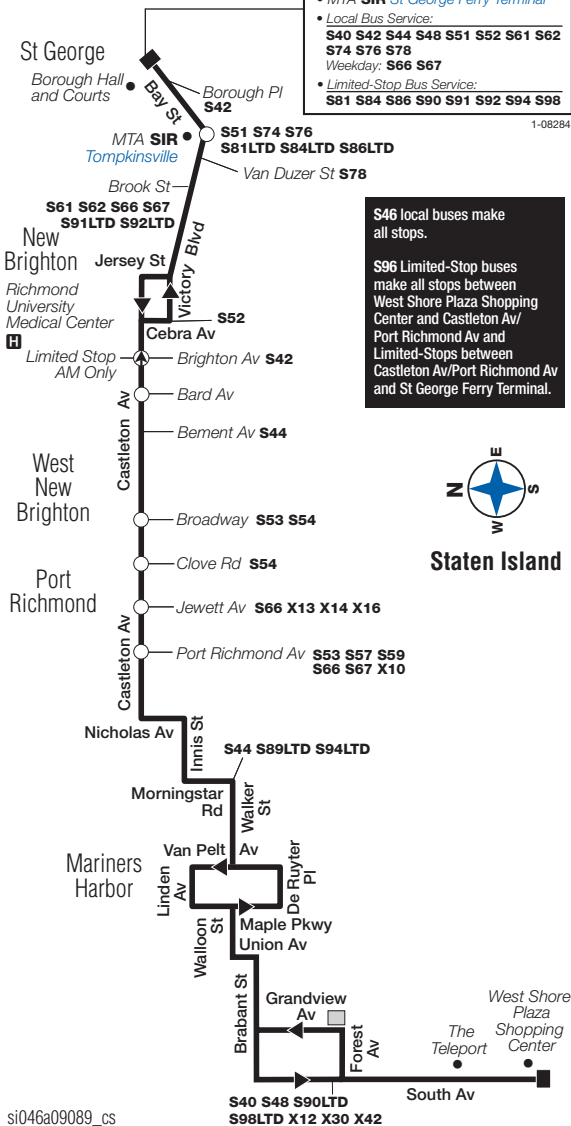 • MTA SIR St George Ferry Terminal
• Local Bus Service:
S40 S42 S44 S48 S51 S52 S61 S62
S74 S76 S78
Weekday: S66 S67
• Limited-Stop Bus Service:
S81 S84 S86 S90 S91 S92 S94 S98
1-08284
St George
Borough Hall
and Courts
Bay St
Borough Pl
S42
MTA SIR
Tompkinsville
S51 S74 S76
S81LTD S84LTD S86LTD
Van Duzer St S78
Brook St
S61 S62 S66 S67
S91LTD S92LTD
Victory Blvd
New
Brighton
Jersey St
Richmond
University
Medical Center
H
S52
Cebra Av
Limited Stop
AM Only
Brighton Av S42
Bard Av
Castleton Av
Bement Av S44
West
New
Brighton
Broadway S53 S54
Clove Rd S54
Port
Richmond
Jewett Av S66 X13 X14 X16
Castleton Av
Port Richmond Av S53 S57 S59
S66 S67 X10
Nicholas Av
Innis St
S44 S89LTD S94LTD
Morningstar
Rd
Walker
St
Van Pelt Av
Mariners
Harbor
Linden
Av
De Ruyter
Pl
Maple Pkwy
Walloon
St
Union Av
Brabant St
Grandview
Av
Forest
Av
The
Teleport
West Shore
Plaza
Shopping
Center
South Av
S40 S48 S90LTD
S98LTD X12 X30 X42
S46 local buses make
all stops.
S96 Limited-Stop buses
make all stops between
West Shore Plaza Shopping
Center and Castleton Av/
Port Richmond Av and
Limited-Stops between
Castleton Av/Port Richmond Av
and St George Ferry Terminal.
E
N
S
W
Staten Island
si046a09089_cs